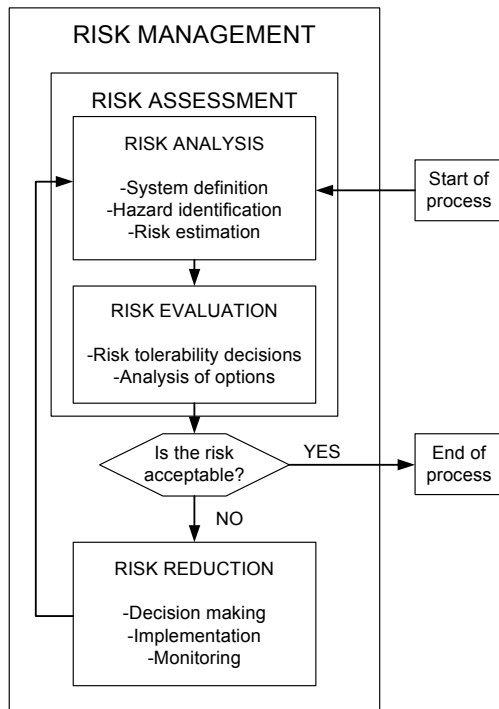 RISK MANAGEMENT
RISK ASSESSMENT
RISK ANALYSIS
-System definition
-Hazard identification
-Risk estimation
Start of
process
RISK EVALUATION
-Risk tolerability decisions
-Analysis of options
Is the risk
acceptable?
YES
End of
process
NO
RISK REDUCTION
-Decision making
-Implementation
-Monitoring